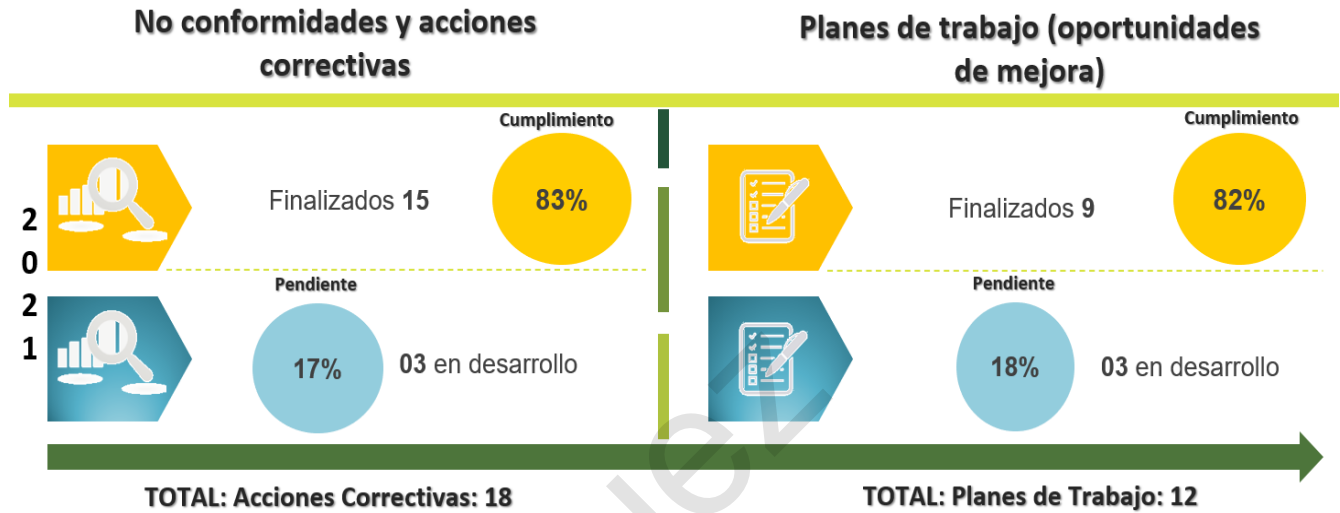 No conformidades y acciones
correctivas
Planes de trabajo (oportunidades
de mejora)
2
0
2
1
Cumplimiento
Finalizados 15
83%
Pendiente
17%
03 en desarrollo
Cumplimiento
Finalizados 9
82%
Pendiente
18%
03 en desarrollo
TOTAL: Acciones Correctivas: 18
TOTAL: Planes de Trabajo: 12